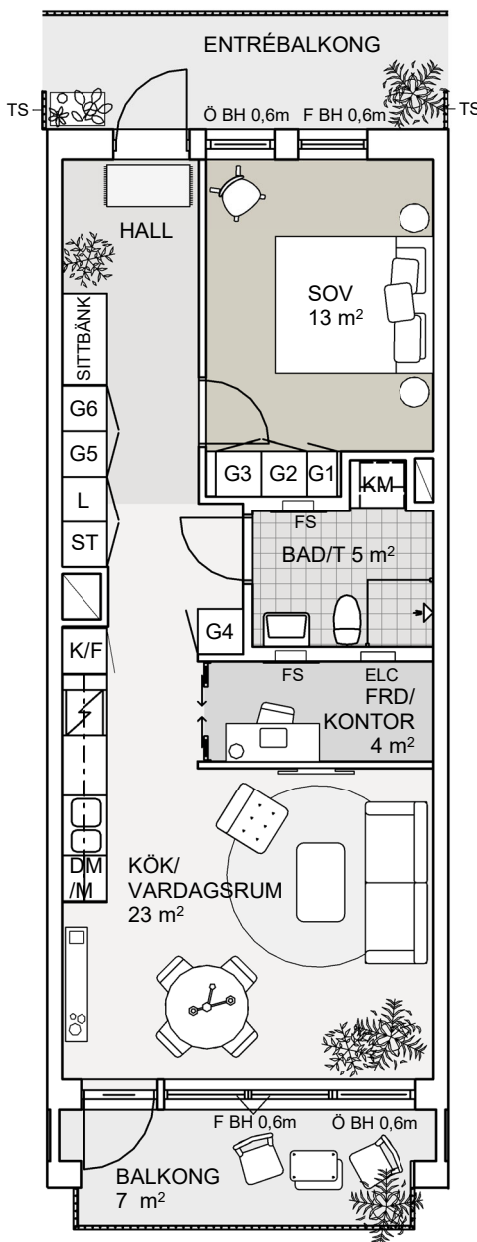 ENTRÉBALKONG
TS
Ö BH 0,6m
F BH 0,6m
TS
HALL
SOV
13 m²
SITTBÄNK
G6
G5
L
ST
G3
G2
G1
KM
FS
BAD/T 5 m²
G4
K/F
FS
ELC
FRD/
KONTOR
4 m²
DM
/M
KÖK/
VARDAGSRUM
23 m²
F BH 0,6m
Ö BH 0,6m
BALKONG
7 m²